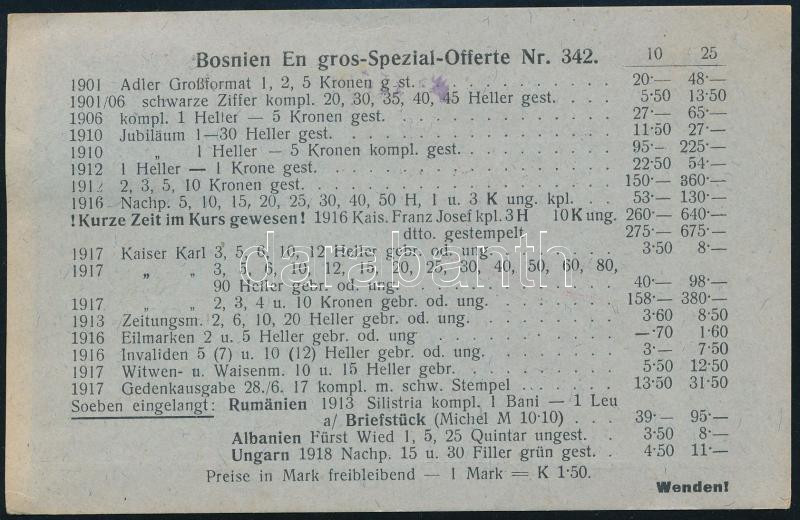 Bosnien En gros-Spezial-Offerte Nr. 342. 10 25
1901 Adler Großformat 1, 2, 5 Kronen gest. 20·— 48·—
1901/06 schwarze Ziffer kompl. 20, 30, 35, 40, 45 Heller gest. 5·50 13·50
1906 kompl. 1 Heller — 5 Kronen gest. 27·— 65·—
1910 Jubiläum 1—30 Heller gest. 11·50 27·—
1910 „ 1 Heller — 5 Kronen kompl. gest. 95·— 225·—
1912 1 Heller — 1 Krone gest. 22·50 54·—
1912 2, 3, 5, 10 Kronen gest. 150·— 360·—
1916 Nachp. 5, 10, 15, 20, 25, 30, 40, 50 H, 1 u. 3 K ung. kpl. 53·— 130·—
!Kurze Zeit im Kurs gewesen! 1916 Kais. Franz Josef kpl. 3 H 10 K ung. 260·— 640·—
dtto. gestempelt 275·— 675·—
1917 Kaiser Karl 3, 5, 6, 10, 12 Heller gebr. od. ung. 3·50 8·—
1917 „ „ 3, 5, 6, 10, 12, 15, 20, 25, 30, 40, 50, 60, 80,
90 Heller gebr. od. ung. 40·— 98·—
1917 „ „ 2, 3, 4 u. 10 Kronen gebr. od. ung. 158·— 380·—
1913 Zeitungsm. 2, 6, 10, 20 Heller od. ung. 3·60 8·50
1916 Eilmarken 2 u. 5 Heller gebr. od. ung —·70 1·60
1916 Invaliden 5 (7) u. 10 (12) Heller gebr. od. ung. 3·— 7·50
1917 Witwen- u. Waisenm. 10 u. 15 Heller gebr. 5·50 12·50
1917 Gedenkausgabe 28./6. 17 kompl. m. schw. Stempel 13·50 31·50
Soeben eingelangt: Rumänien 1913 Silistria kompl. 1 Bani — 1 Leu
a/ Briefstück (Michel M 10·10) 39·— 95·—
Albanien Fürst Wied 1, 5, 25 Quintar ungest. 3·50 8·—
Ungarn 1918 Nachp. 15 u. 30 Filler grün gest. 4·50 11·—
Preise in Mark freibleibend — 1 Mark = K 1·50.
Wenden!
darabanth